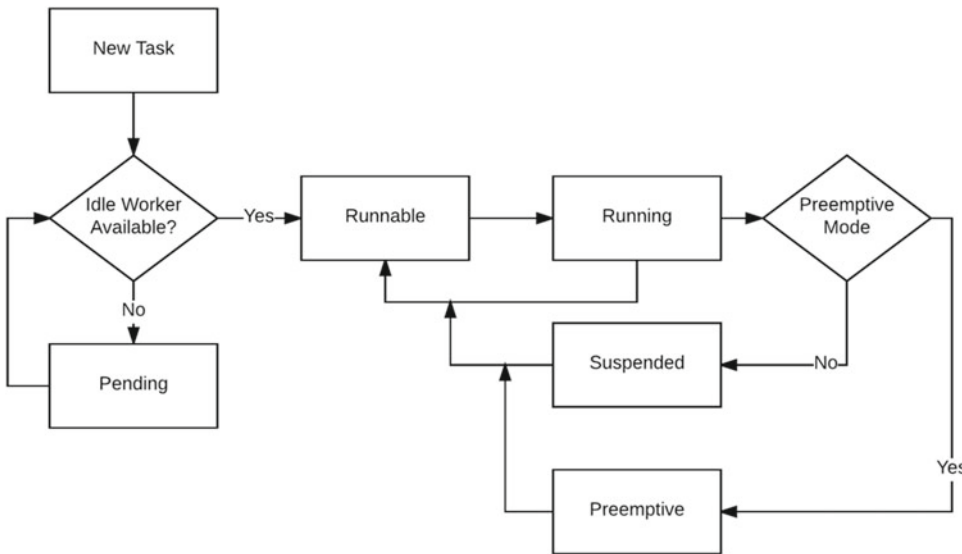 New Task
Idle Worker
Available?
Yes
Runnable
Running
Preemptive
Mode
No
Pending
Suspended
No
Yes
Preemptive